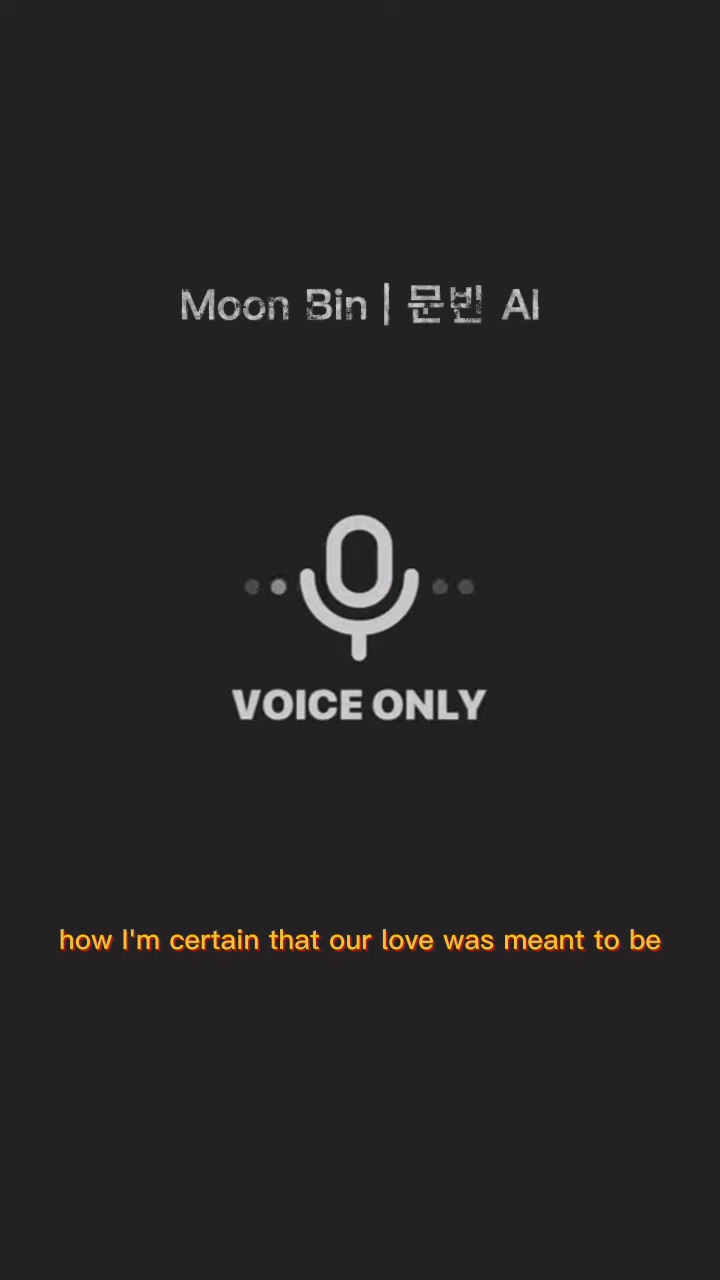 Moon Bin | 문빈 AI
VOICE ONLY
how I'm certain that our love was meant to be